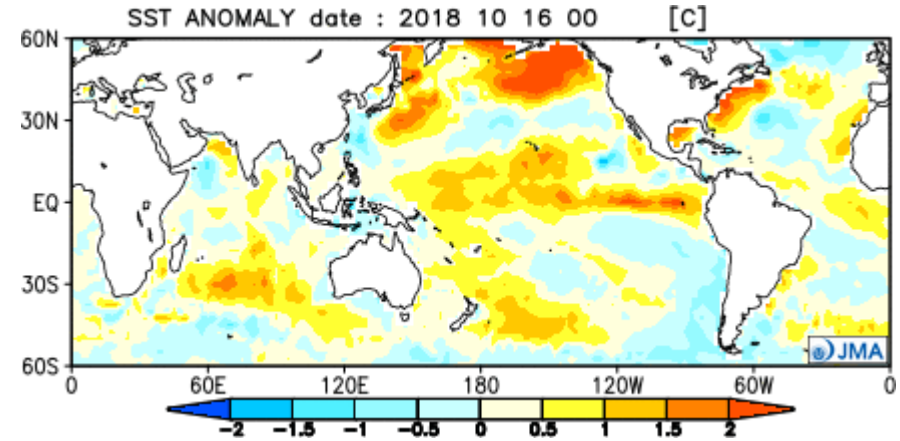 SST ANOMALY date : 2018 10 16 00 [C]
60N
30N
EQ
30S
60S
JMA
0 60E 120E 180 120W 60W 0
-2 -1.5 -1 -0.5 0 0.5 1 1.5 2